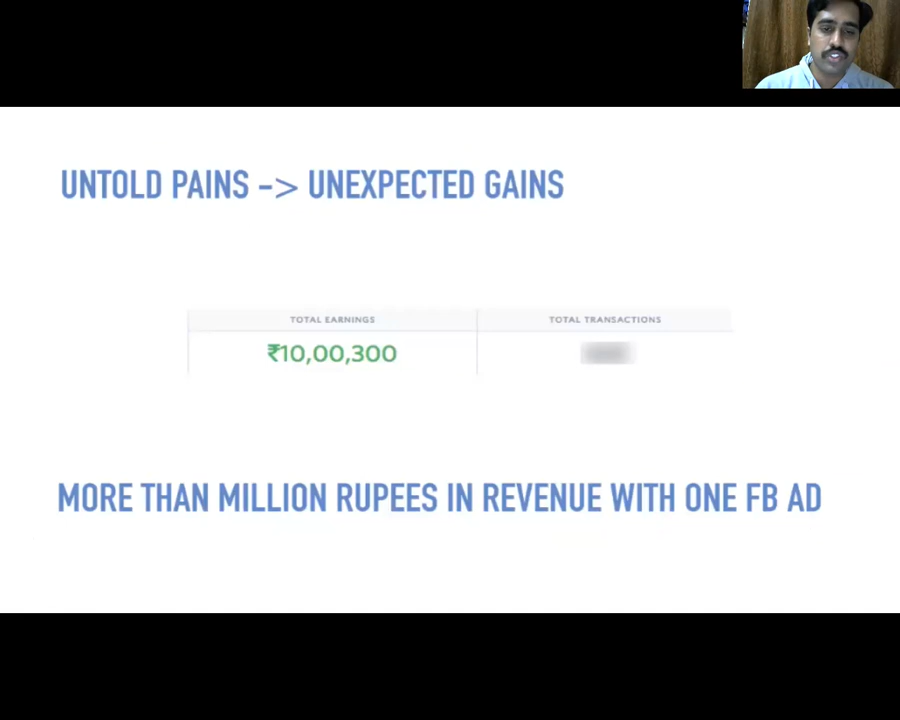 UNTOLD PAINS -> UNEXPECTED GAINS
TOTAL EARNINGS
TOTAL TRANSACTIONS
₹10,00,300
MORE THAN MILLION RUPEES IN REVENUE WITH ONE FB AD